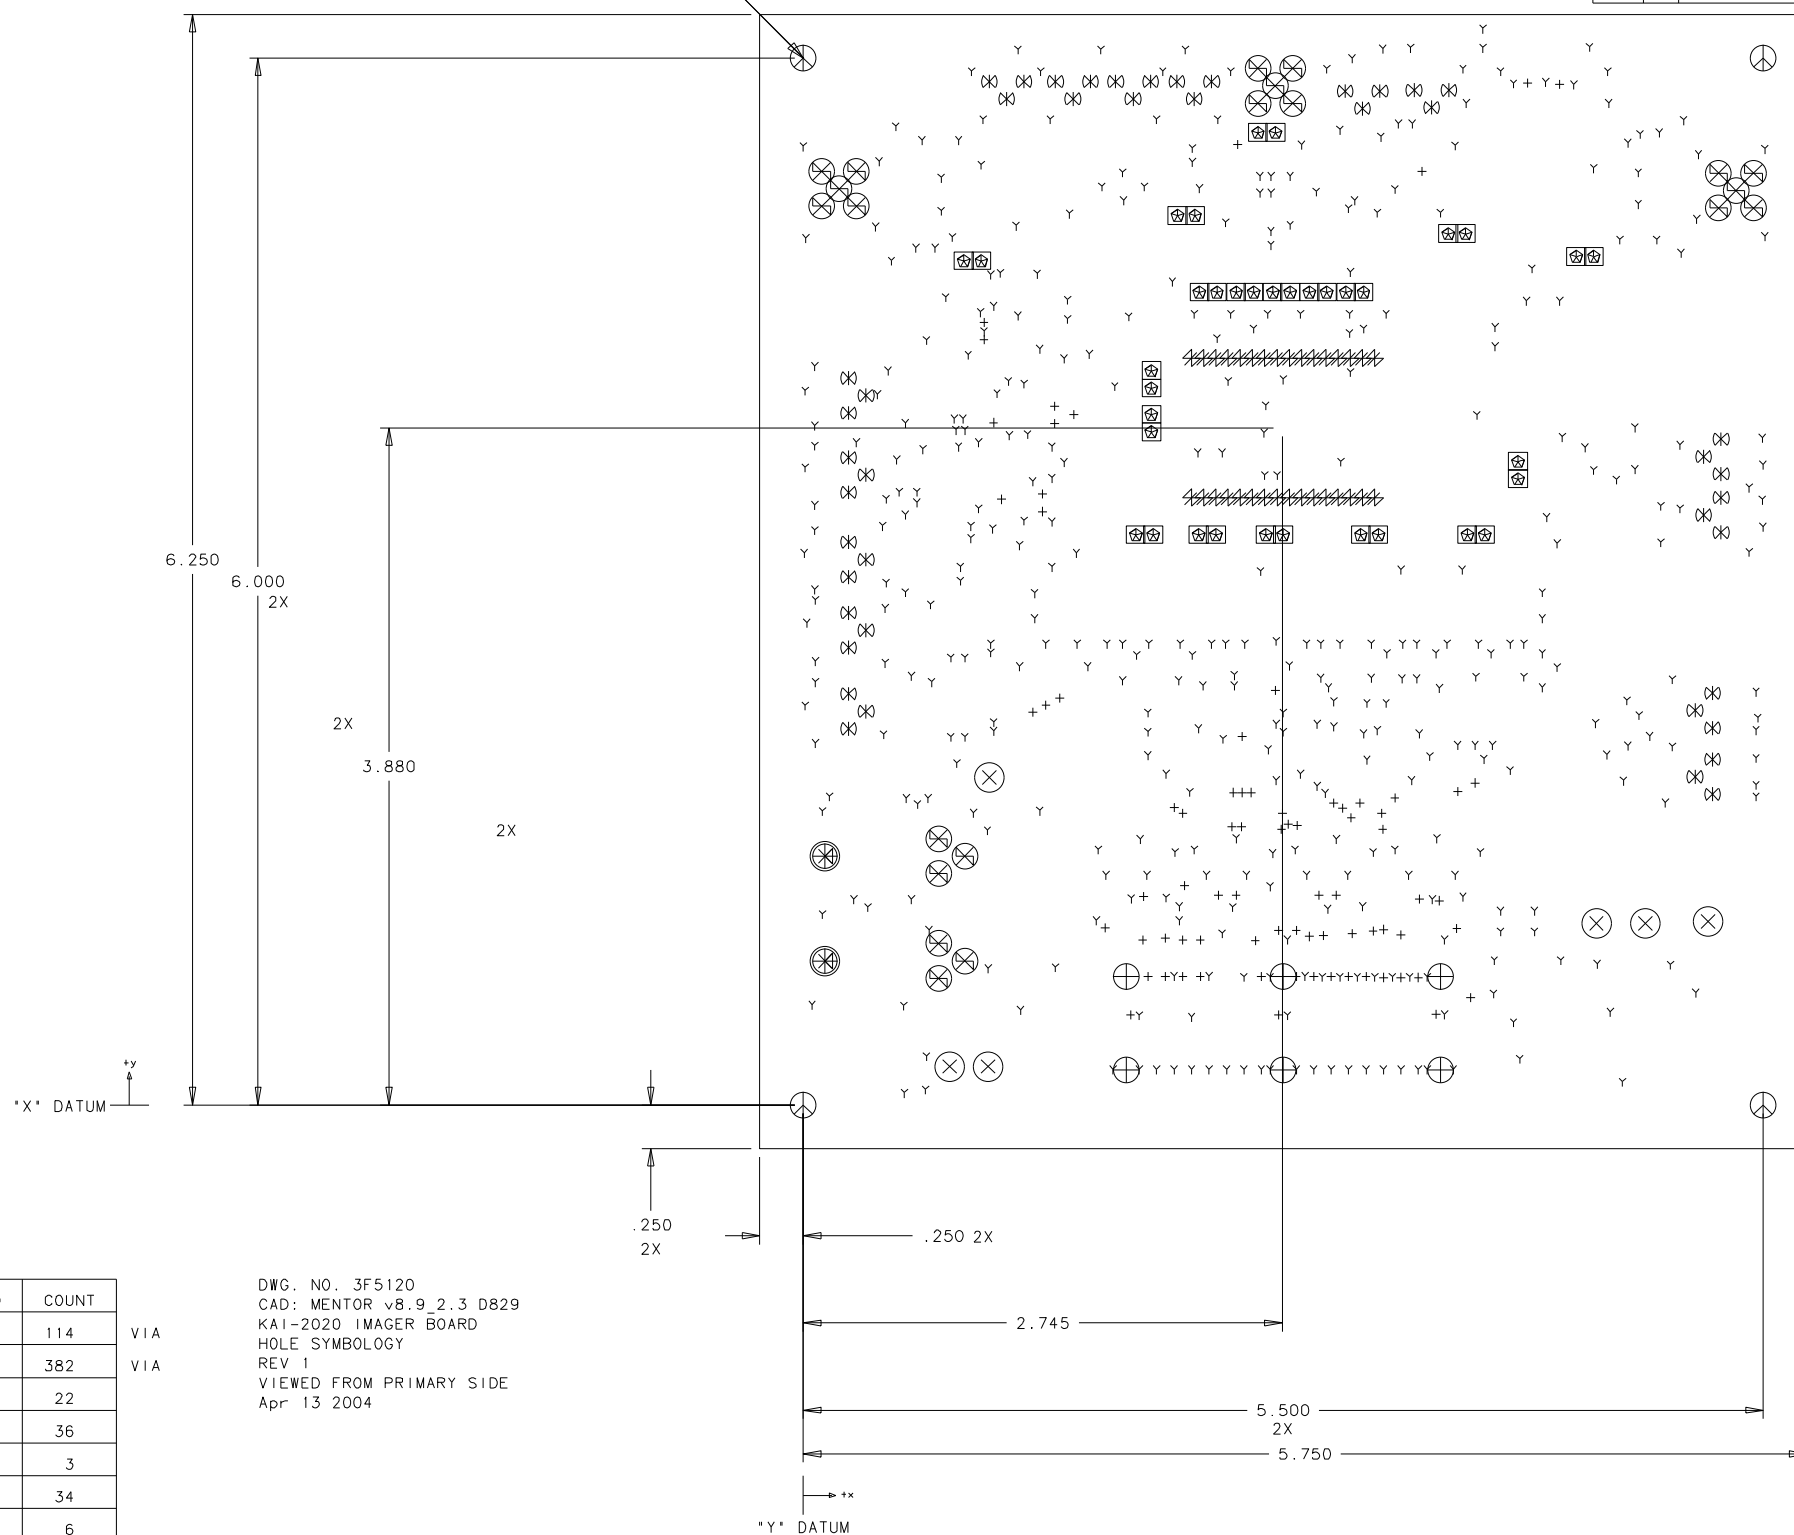 6.250
6.000
2X
2X
3.880
2X
+y
"X" DATUM
.250
2X
.250 2X
COUNT
114 VIA
382 VIA
22
36
3
34
6
DWG. NO. 3F5120
CAD: MENTOR v8.9_2.3 D829
KAI-2020 IMAGER BOARD
HOLE SYMBOLOGY
REV 1
VIEWED FROM PRIMARY SIDE
Apr 13 2004
2.745
5.500
2X
5.750
+x
"Y" DATUM